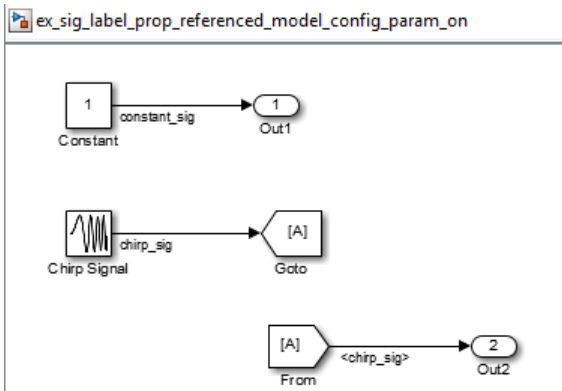 ex_sig_label_prop_referenced_model_config_param_on
1
constant_sig
1
Constant
Out1
[A]
chirp_sig
Chirp Signal
Goto
[A]
<chirp_sig>
2
From
Out2